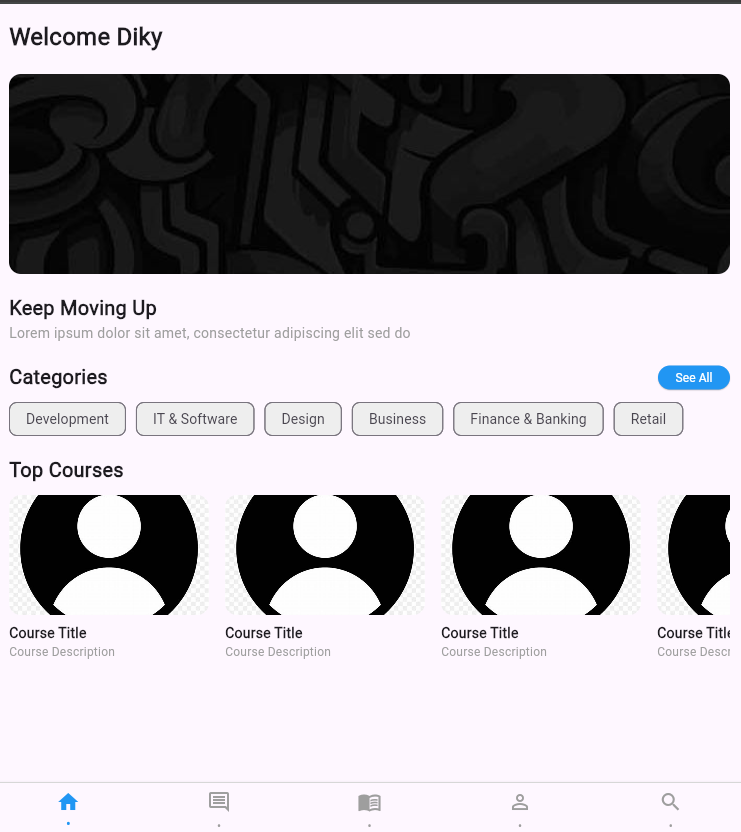 Welcome Diky
Keep Moving Up
Lorem ipsum dolor sit amet, consectetur adipiscing elit sed do
Categories
See All
Development IT & Software Design Business Finance & Banking Retail
Top Courses
Course Title Course Title Course Title Course Title
Course Description Course Description Course Description Course Descr